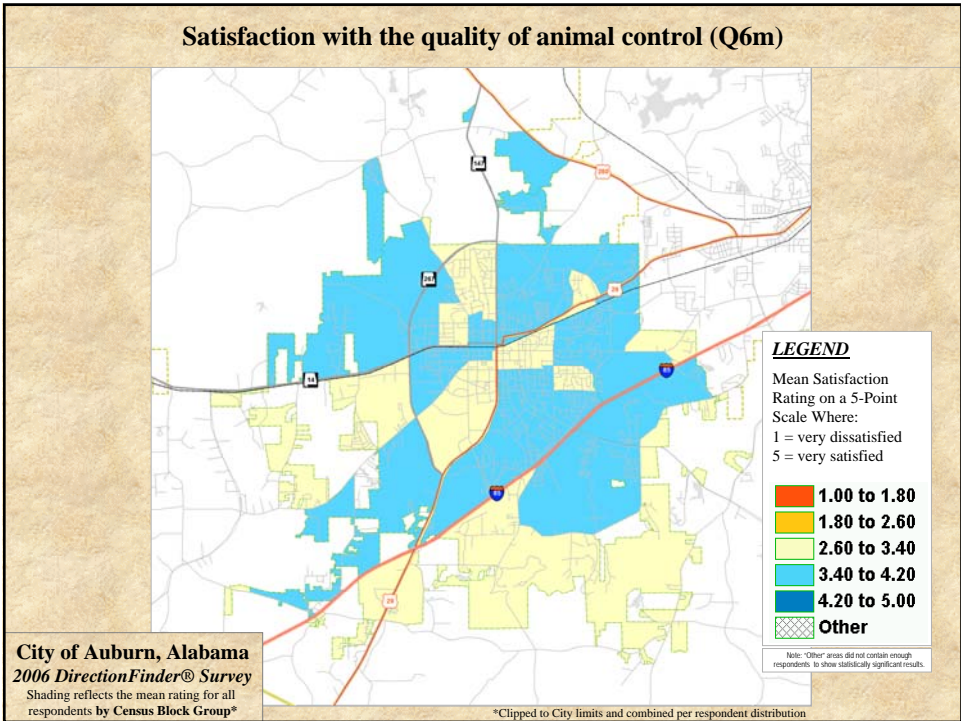 Satisfaction with the quality of animal control (Q6m)
147
280
267
29
85
14
85
29
LEGEND
Mean Satisfaction
Rating on a 5-Point
Scale Where:
1 = very dissatisfied
5 = very satisfied
1.00 to 1.80
1.80 to 2.60
2.60 to 3.40
3.40 to 4.20
4.20 to 5.00
Other
Note: "Other" areas did not contain enough
respondents to show statistically significant results.
City of Auburn, Alabama
2006 DirectionFinder® Survey
Shading reflects the mean rating for all
respondents by Census Block Group*
*Clipped to City limits and combined per respondent distribution